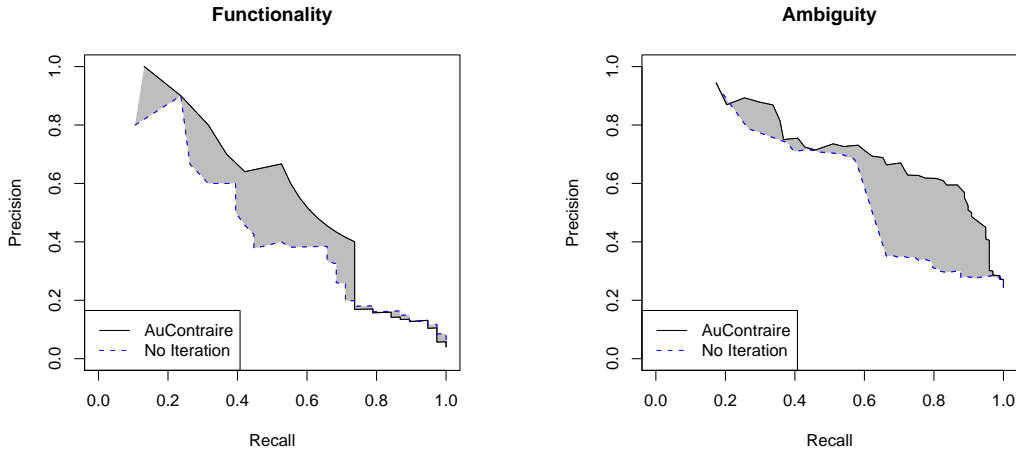 Functionality
Precision
1.0
0.8
0.6
0.4
0.2
0.0
AuContraire
No Iteration
0.0 0.2 0.4 0.6 0.8 1.0
Recall
Ambiguity
Precision
1.0
0.8
0.6
0.4
0.2
0.0
AuContraire
No Iteration
0.0 0.2 0.4 0.6 0.8 1.0
Recall